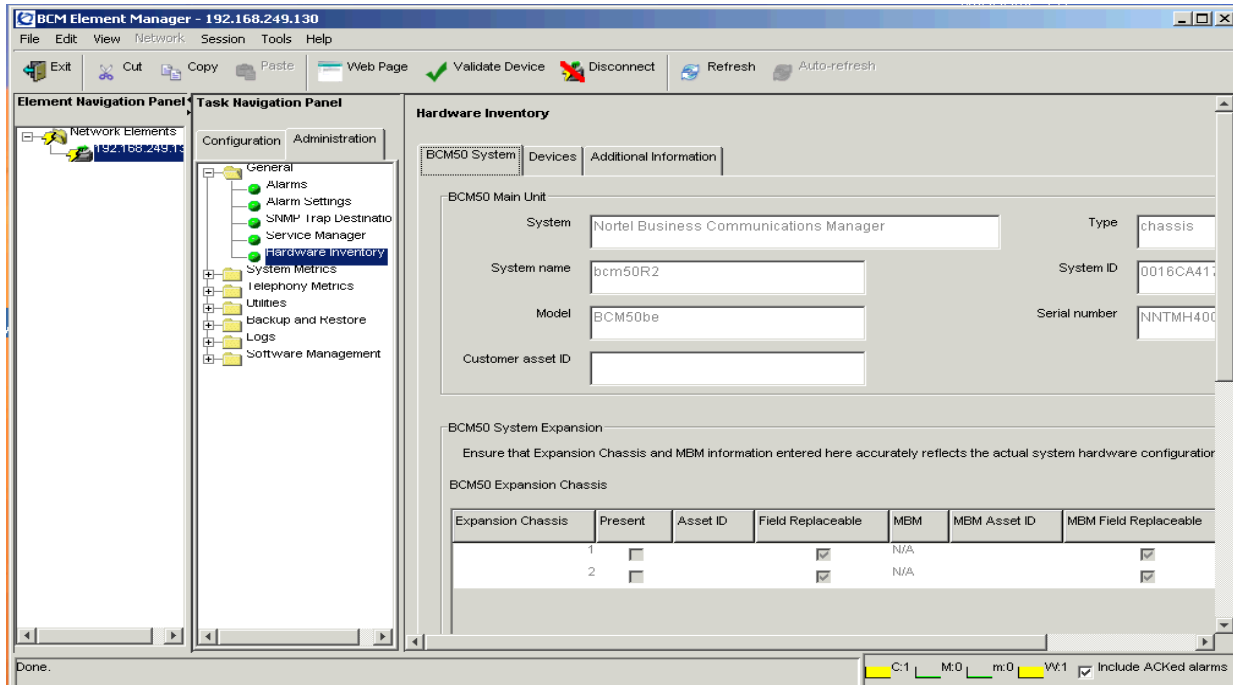 BCM Element Manager - 192.168.249.130
File Edit View Network Session Tools Help
Exit Cut Copy Paste Web Page Validate Device Disconnect Refresh Auto-refresh
Element Navigation Panel
Network Elements
192.168.249.13
Task Navigation Panel
Configuration Administration
General
Alarms
Alarm Settings
SNMP Trap Destinatio
Service Manager
Hardware Inventory
System Metrics
Telephony Metrics
Utilities
Backup and Restore
Logs
Software Management
Hardware Inventory
BCM50 System Devices Additional Information
BCM50 Main Unit
System Nortel Business Communications Manager Type chassis
System name bcm50R2 System ID 0016CA417
Model BCM50be Serial number NNTMH400
Customer asset ID
BCM50 System Expansion
Ensure that Expansion Chassis and MBM information entered here accurately reflects the actual system hardware configuration
BCM50 Expansion Chassis
Expansion Chassis Present Asset ID Field Replaceable MBM MBM Asset ID MBM Field Replaceable
1 N/A
2 N/A
Done. C:1 M:0 m:0 W:1 Include ACKed alarms